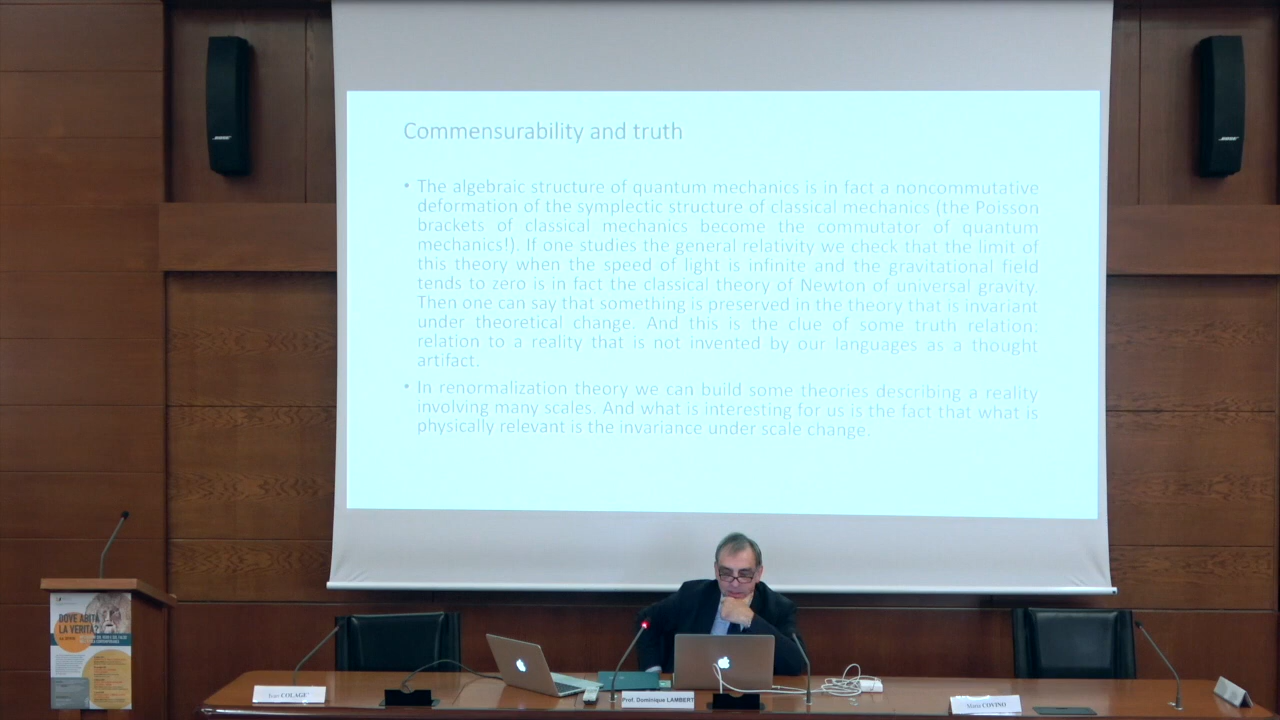 BOSE
BOSE
Commensurability and truth
• The algebraic structure of quantum mechanics is in fact a noncommutative
deformation of the symplectic structure of classical mechanics (the Poisson
brackets of classical mechanics become the commutator of quantum
mechanics!). If one studies the general relativity we check that the limit of
this theory when the speed of light is infinite and the gravitational field
tends to zero is in fact the classical theory of Newton of universal gravity.
Then one can say that something is preserved in the theory that is invariant
under theoretical change. And this is the clue of some truth relation:
relation to a reality that is not invented by our languages as a thought
artifact.
• In renormalization theory we can build some theories describing a reality
involving many scales. And what is interesting for us is the fact that what is
physically relevant is the invariance under scale change.
DOVE ABITA
LA VERITÀ?
Ivan COLAGE'
Prof. Dominique LAMBERT
Mario COVINO